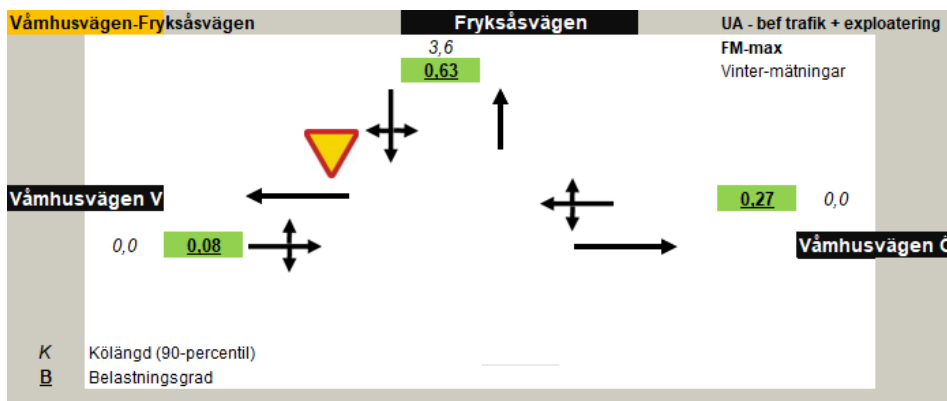 Våmhusvägen-Fryksåsvägen
Fryksåsvägen
UA - bef trafik + exploatering
3,6
FM-max
0,63
Vinter-mätningar
Våmhusvägen V
0,27
0,0
0,0
0,08
Våmhusvägen Ö
K
Kölängd (90-percentil)
B
Belastningsgrad